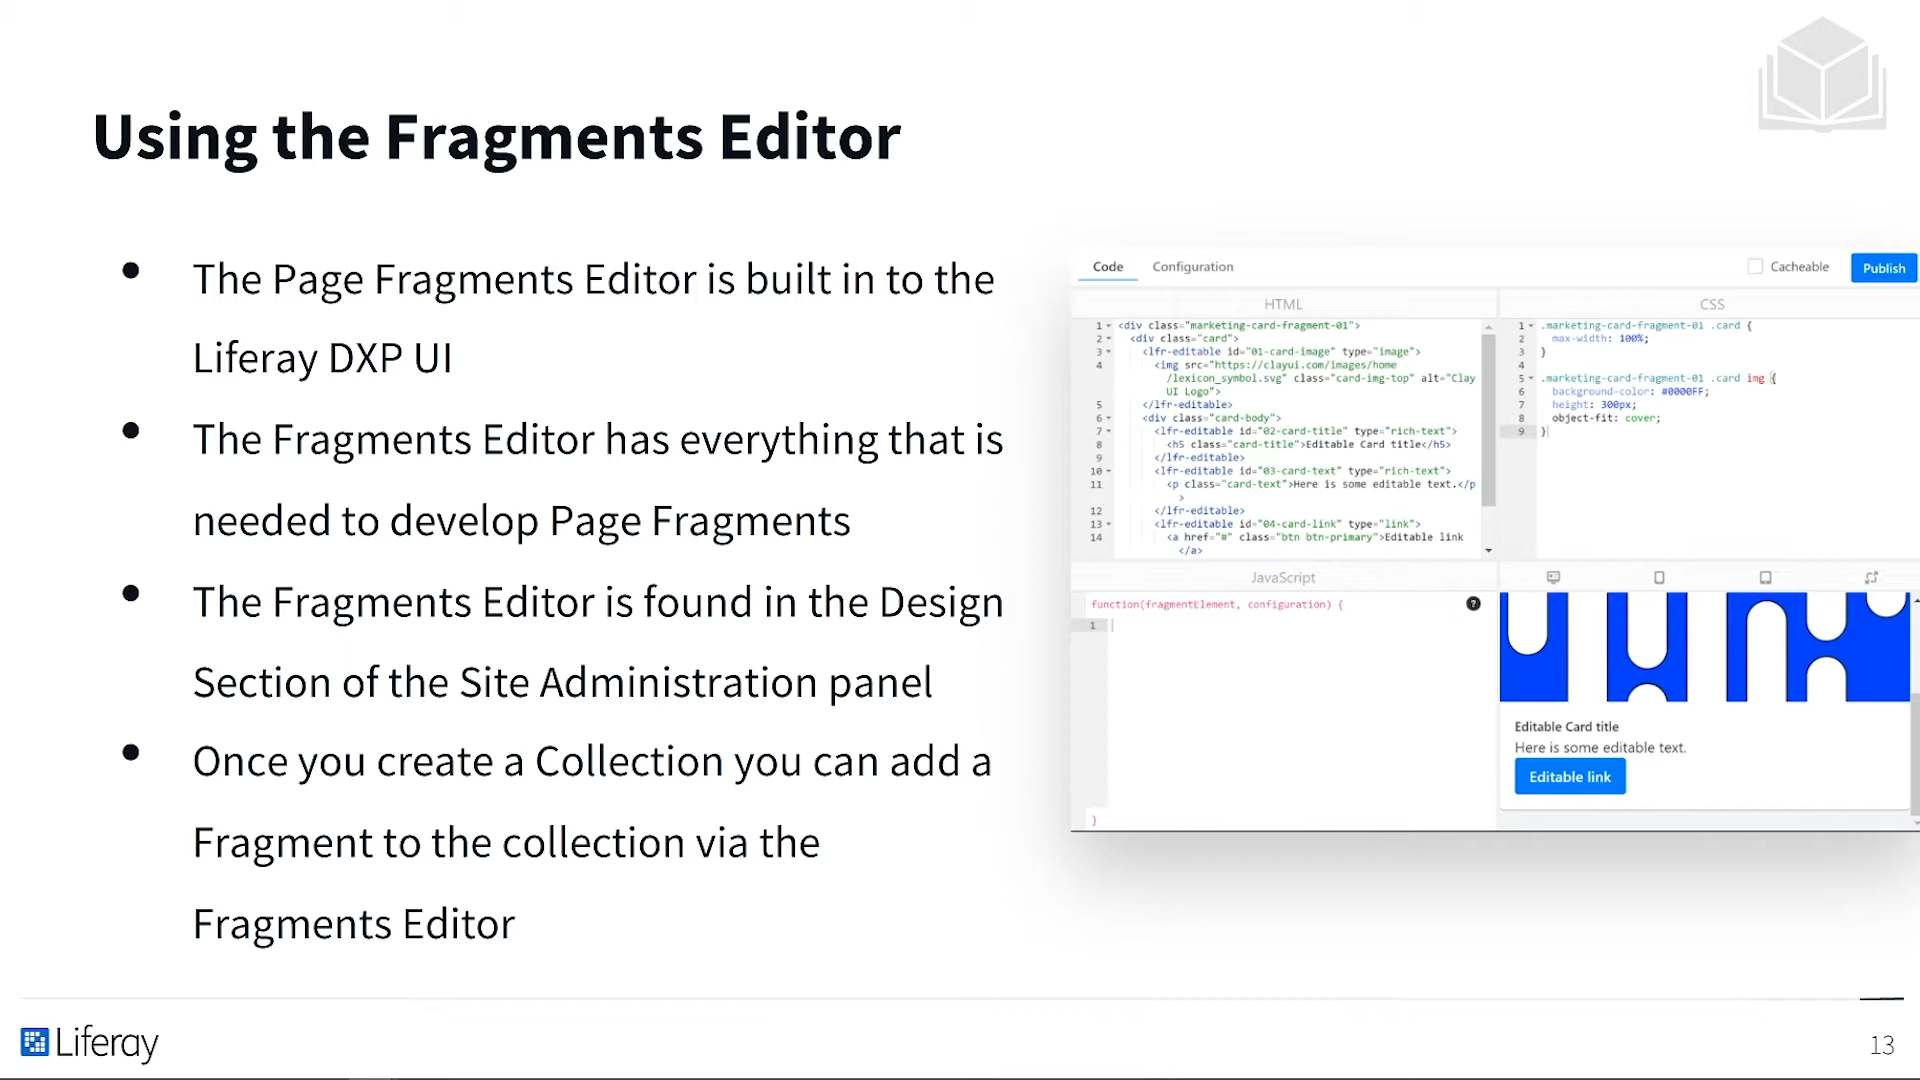 Using the Fragments Editor
• The Page Fragments Editor is built in to the
Liferay DXP UI
• The Fragments Editor has everything that is
needed to develop Page Fragments
• The Fragments Editor is found in the Design
Section of the Site Administration panel
• Once you create a Collection you can add a
Fragment to the collection via the
Fragments Editor
Code Configuration Cacheable Publish
HTML
1 <div class="marketing-card-fragment-01">
2 <div class="card">
3 <lfr-editable id="01-card-image" type="image">
4 <img src="https://clayui.com/images/home
/lexicon_symbol.svg" class="card-img-top" alt="Clay
UI Logo">
5 </lfr-editable>
6 <div class="card-body">
7 <lfr-editable id="02-card-title" type="rich-text">
8 <h5 class="card-title">Editable Card title</h5>
9 </lfr-editable>
10 <lfr-editable id="03-card-text" type="rich-text">
11 <p class="card-text">Here is some editable text.</p
>
12 </lfr-editable>
13 <lfr-editable id="04-card-link" type="link">
14 <a href="#" class="btn btn-primary">Editable link
</a>
CSS
1 .marketing-card-fragment-01 .card {
2 max-width: 100%;
3 }
4
5 .marketing-card-fragment-01 .card img {
6 background-color: #0000FF;
7 height: 300px;
8 object-fit: cover;
9 }
JavaScript
function(fragmentElement, configuration) {
?
1
}
Editable Card title
Here is some editable text.
Editable link
Liferay
13